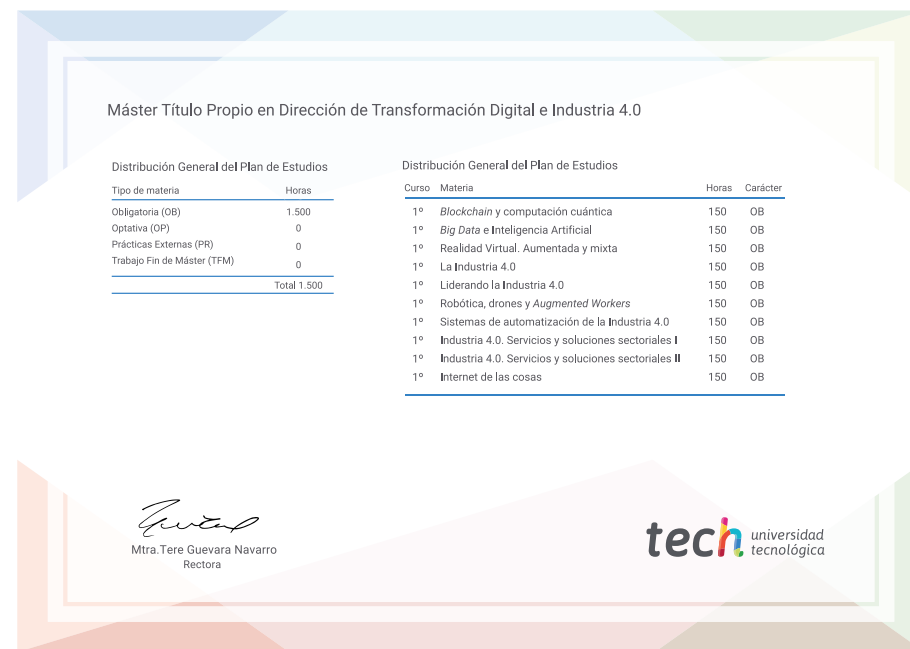 Máster Título Propio en Dirección de Transformación Digital e Industria 4.0
Distribución General del Plan de Estudios
Tipo de materia Horas
Obligatoria (OB) 1.500
Optativa (OP) 0
Prácticas Externas (PR) 0
Trabajo Fin de Máster (TFM) 0
Total 1.500
Distribución General del Plan de Estudios
Curso Materia Horas Carácter
1º Blockchain y computación cuántica 150 OB
1º Big Data e Inteligencia Artificial 150 OB
1º Realidad Virtual. Aumentada y mixta 150 OB
1º La Industria 4.0 150 OB
1º Liderando la Industria 4.0 150 OB
1º Robótica, drones y Augmented Workers 150 OB
1º Sistemas de automatización de la Industria 4.0 150 OB
1º Industria 4.0. Servicios y soluciones sectoriales I 150 OB
1º Industria 4.0. Servicios y soluciones sectoriales II 150 OB
1º Internet de las cosas 150 OB
Mtra.Tere Guevara Navarro
Rectora
tech universidad
tecnológica